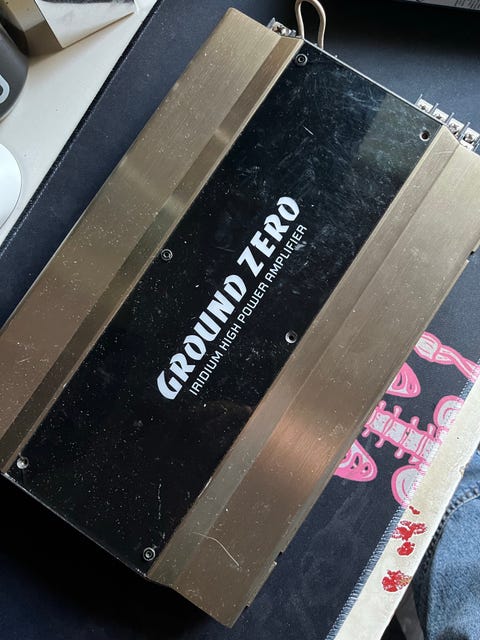 GROUND ZERO
IRIDIUM HIGH POWER AMPLIFIER